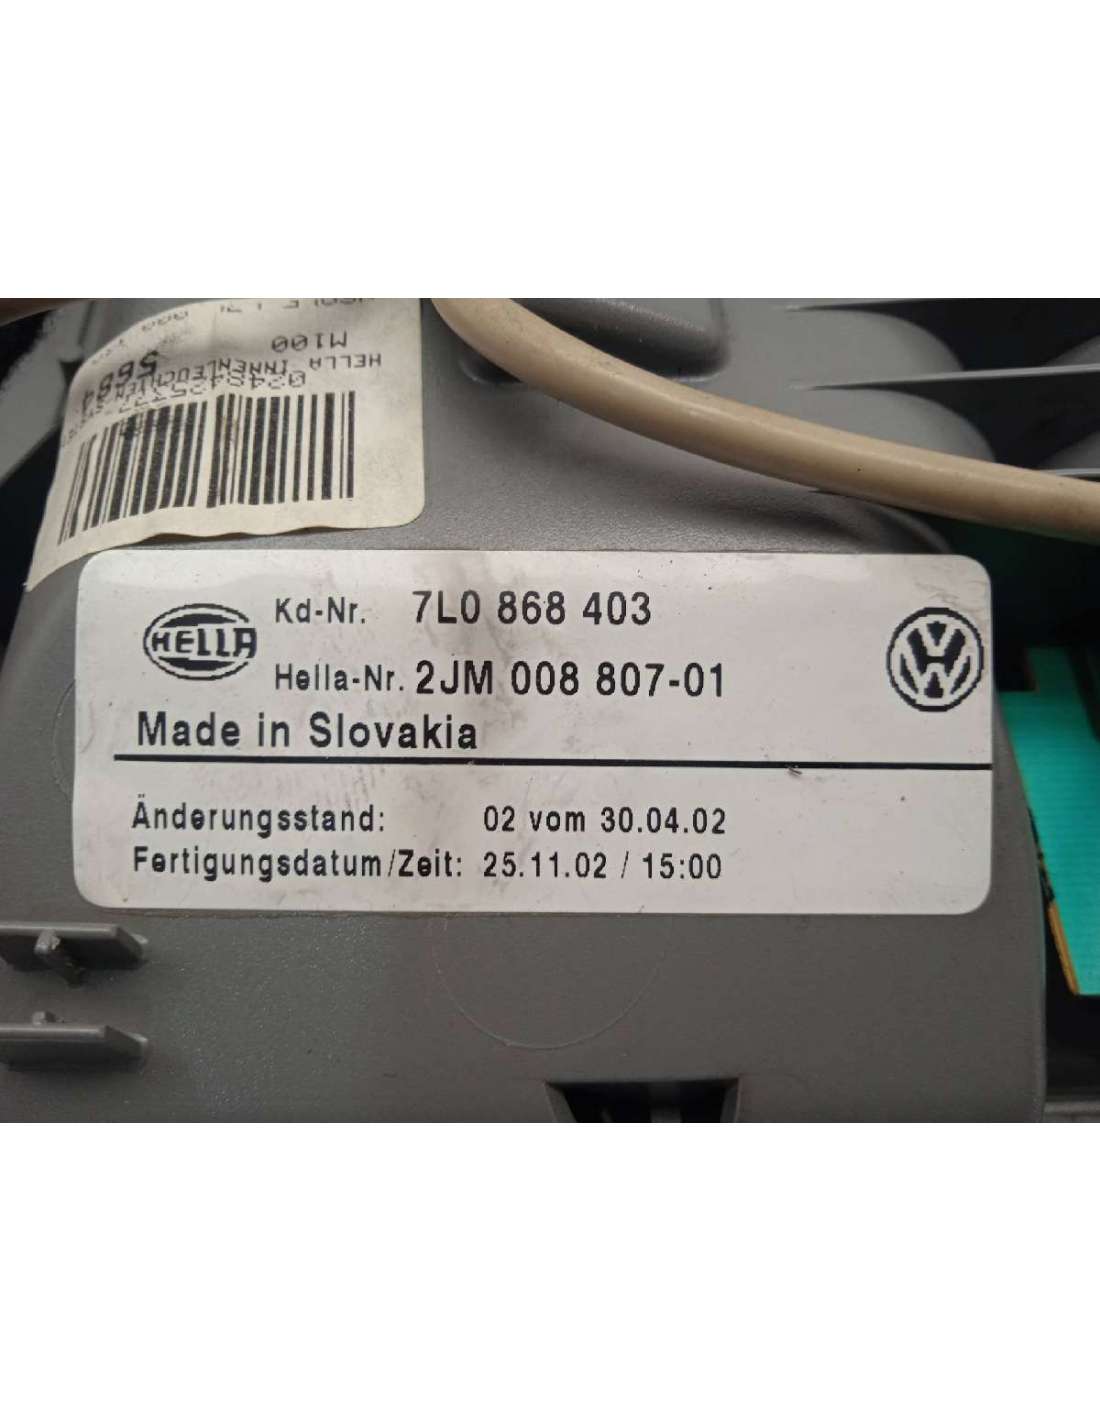 M100
HELLA INNENLEUCHTE
5684
HELLA
Kd-Nr. 7L0 868 403
Hella-Nr. 2JM 008 807-01
Made in Slovakia
Änderungsstand: 02 vom 30.04.02
Fertigungsdatum/Zeit: 25.11.02 / 15:00